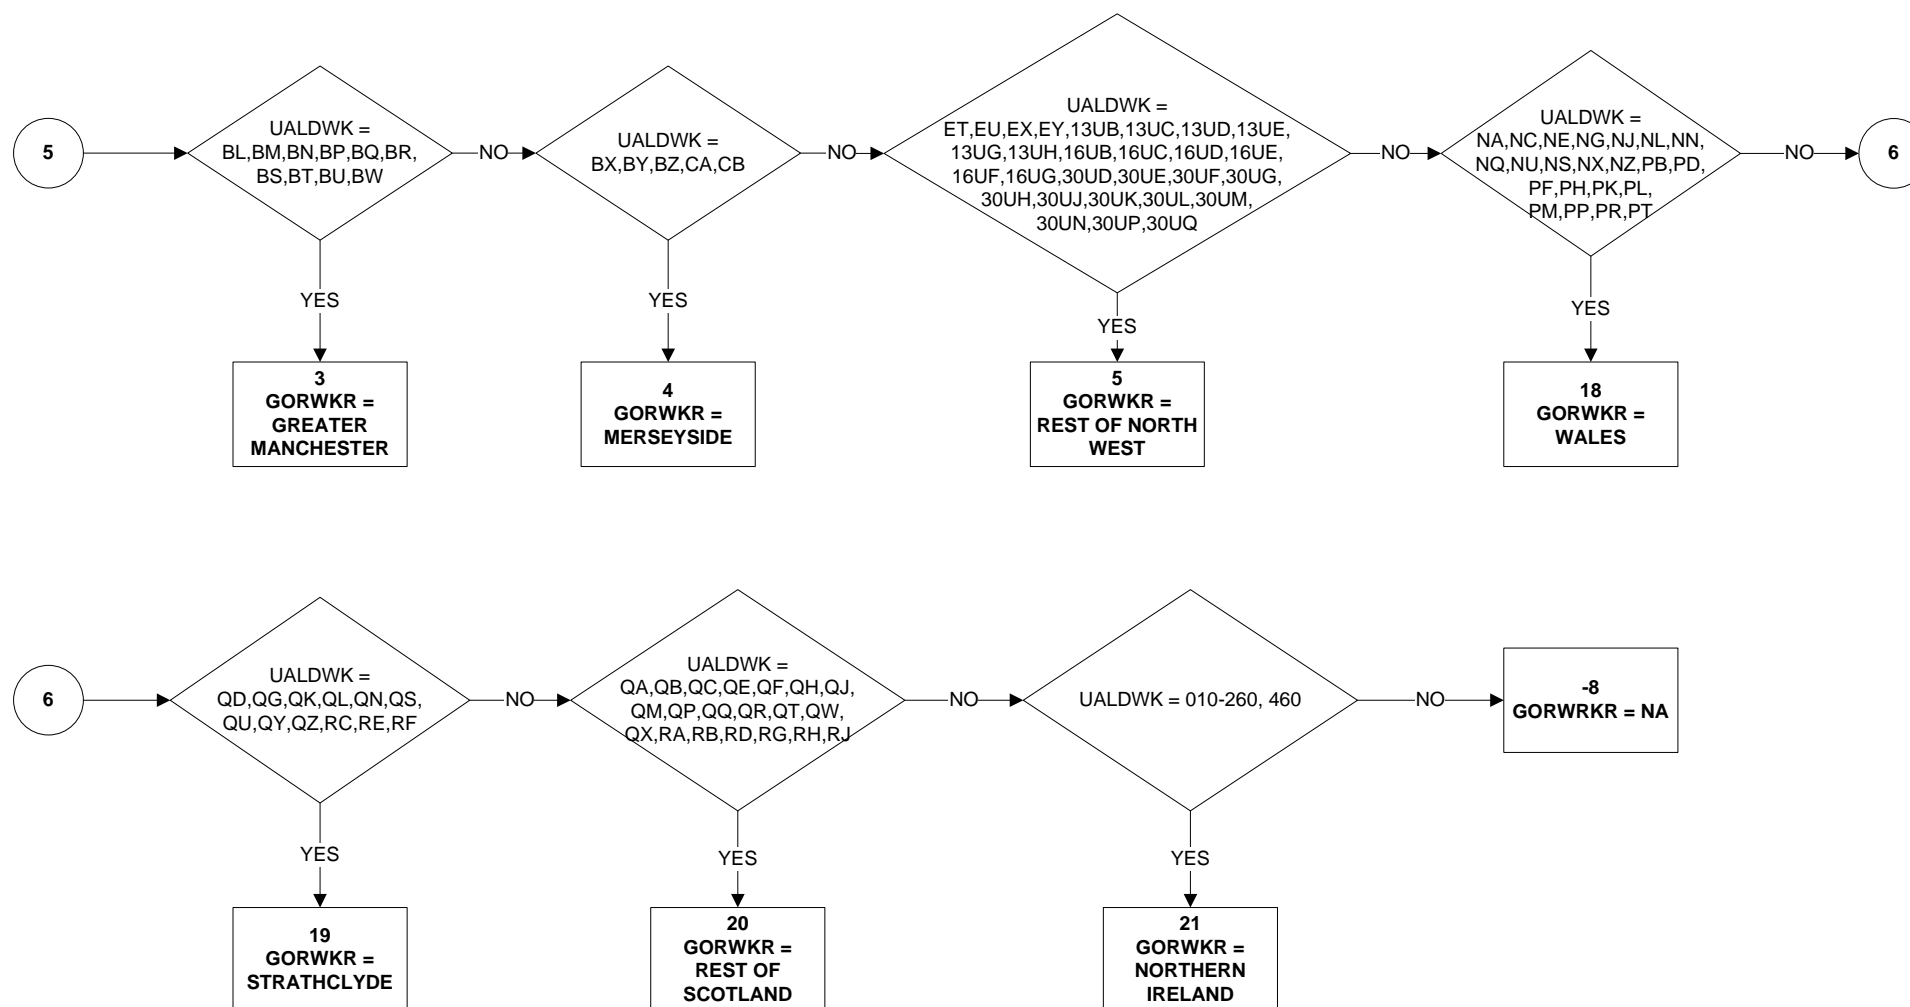 5
UALDWK =
BL,BM,BN,BP,BQ,BR,
BS,BT,BU,BW
NO
UALDWK =
BX,BY,BZ,CA,CB
NO
UALDWK =
ET,EU,EX,EY,13UB,13UC,13UD,13UE,
13UG,13UH,16UB,16UC,16UD,16UE,
16UF,16UG,30UD,30UE,30UF,30UG,
30UH,30UJ,30UK,30UL,30UM,
30UN,30UP,30UQ
NO
UALDWK =
NA,NC,NE,NG,NJ,NL,NN,
NQ,NU,NS,NX,NZ,PB,PD,
PF,PH,PK,PL,
PM,PP,PR,PT
NO
6
YES
YES
YES
YES
3
GORWKR =
GREATER
MANCHESTER
4
GORWKR =
MERSEYSIDE
5
GORWKR =
REST OF NORTH
WEST
18
GORWKR =
WALES
6
UALDWK =
QD,QG,QK,QL,QN,QS,
QU,QY,QZ,RC,RE,RF
NO
UALDWK =
QA,QB,QC,QE,QF,QH,QJ,
QM,QP,QQ,QR,QT,QW,
QX,RA,RB,RD,RG,RH,RJ
NO
UALDWK = 010-260, 460
NO
-8
GORWRKR = NA
YES
YES
YES
19
GORWKR =
STRATHCLYDE
20
GORWKR =
REST OF
SCOTLAND
21
GORWKR =
NORTHERN
IRELAND